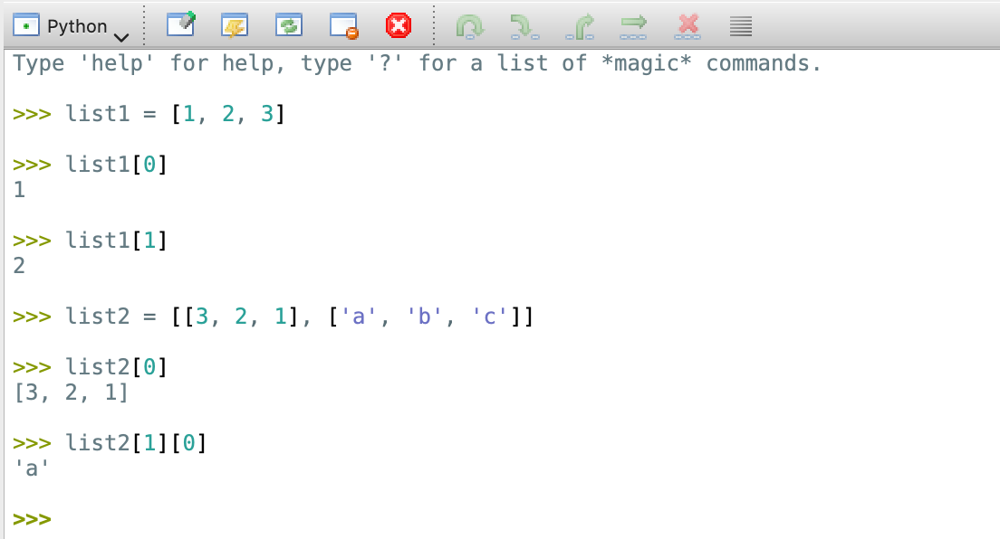 Python
Type 'help' for help, type '?' for a list of *magic* commands.
>>> list1 = [1, 2, 3]
>>> list1[0]
1
>>> list1[1]
2
>>> list2 = [[3, 2, 1], ['a', 'b', 'c']]
>>> list2[0]
[3, 2, 1]
>>> list2[1][0]
'a'
>>>